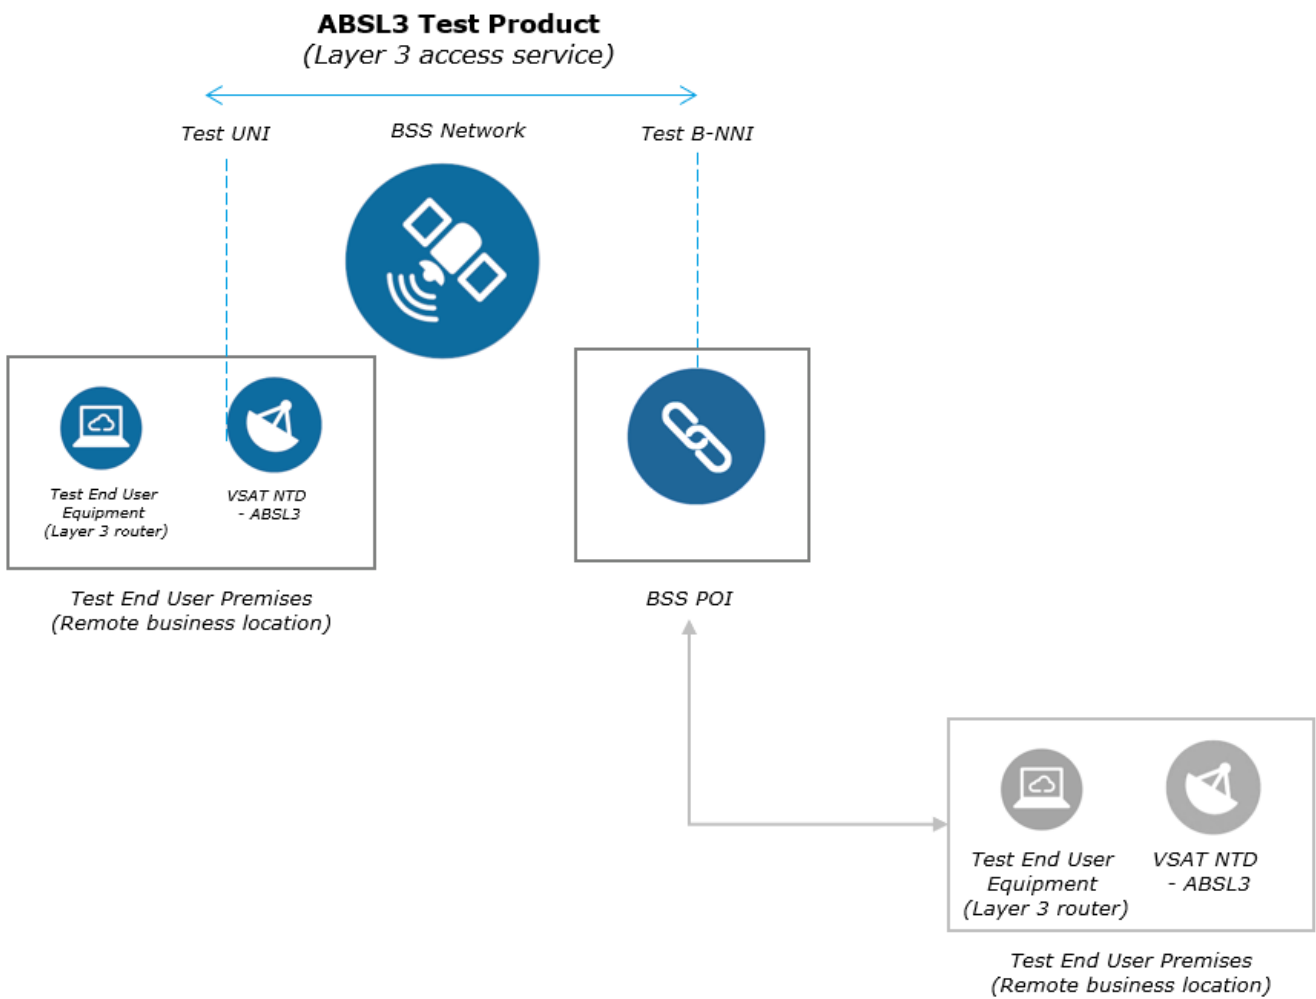 ABSL3 Test Product
(Layer 3 access service)
Test UNI
BSS Network
Test B-NNI
Test End User
Equipment
(Layer 3 router)
VSAT NTD
- ABSL3
Test End User Premises
(Remote business location)
BSS POI
Test End User
Equipment
(Layer 3 router)
VSAT NTD
- ABSL3
Test End User Premises
(Remote business location)